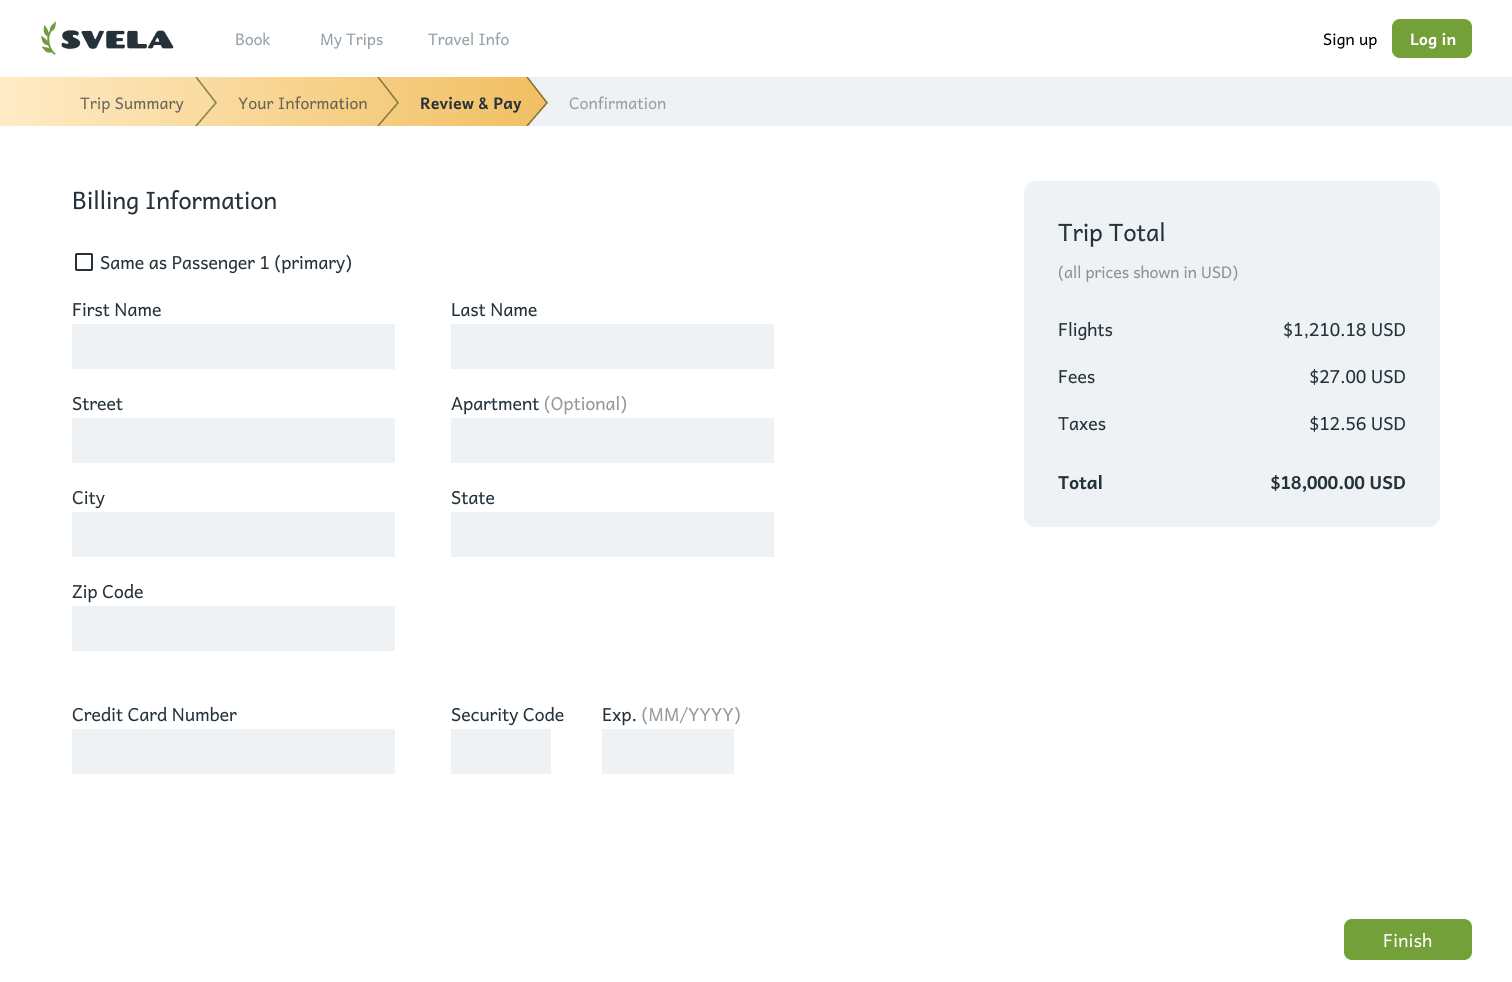 SVELA
Book My Trips Travel Info
Sign up Log in
Trip Summary Your Information Review & Pay Confirmation
Billing Information
Same as Passenger 1 (primary)
First Name Last Name
Street Apartment (Optional)
City State
Zip Code
Credit Card Number Security Code Exp. (MM/YYYY)
Trip Total
(all prices shown in USD)
Flights $1,210.18 USD
Fees $27.00 USD
Taxes $12.56 USD
Total $18,000.00 USD
Finish